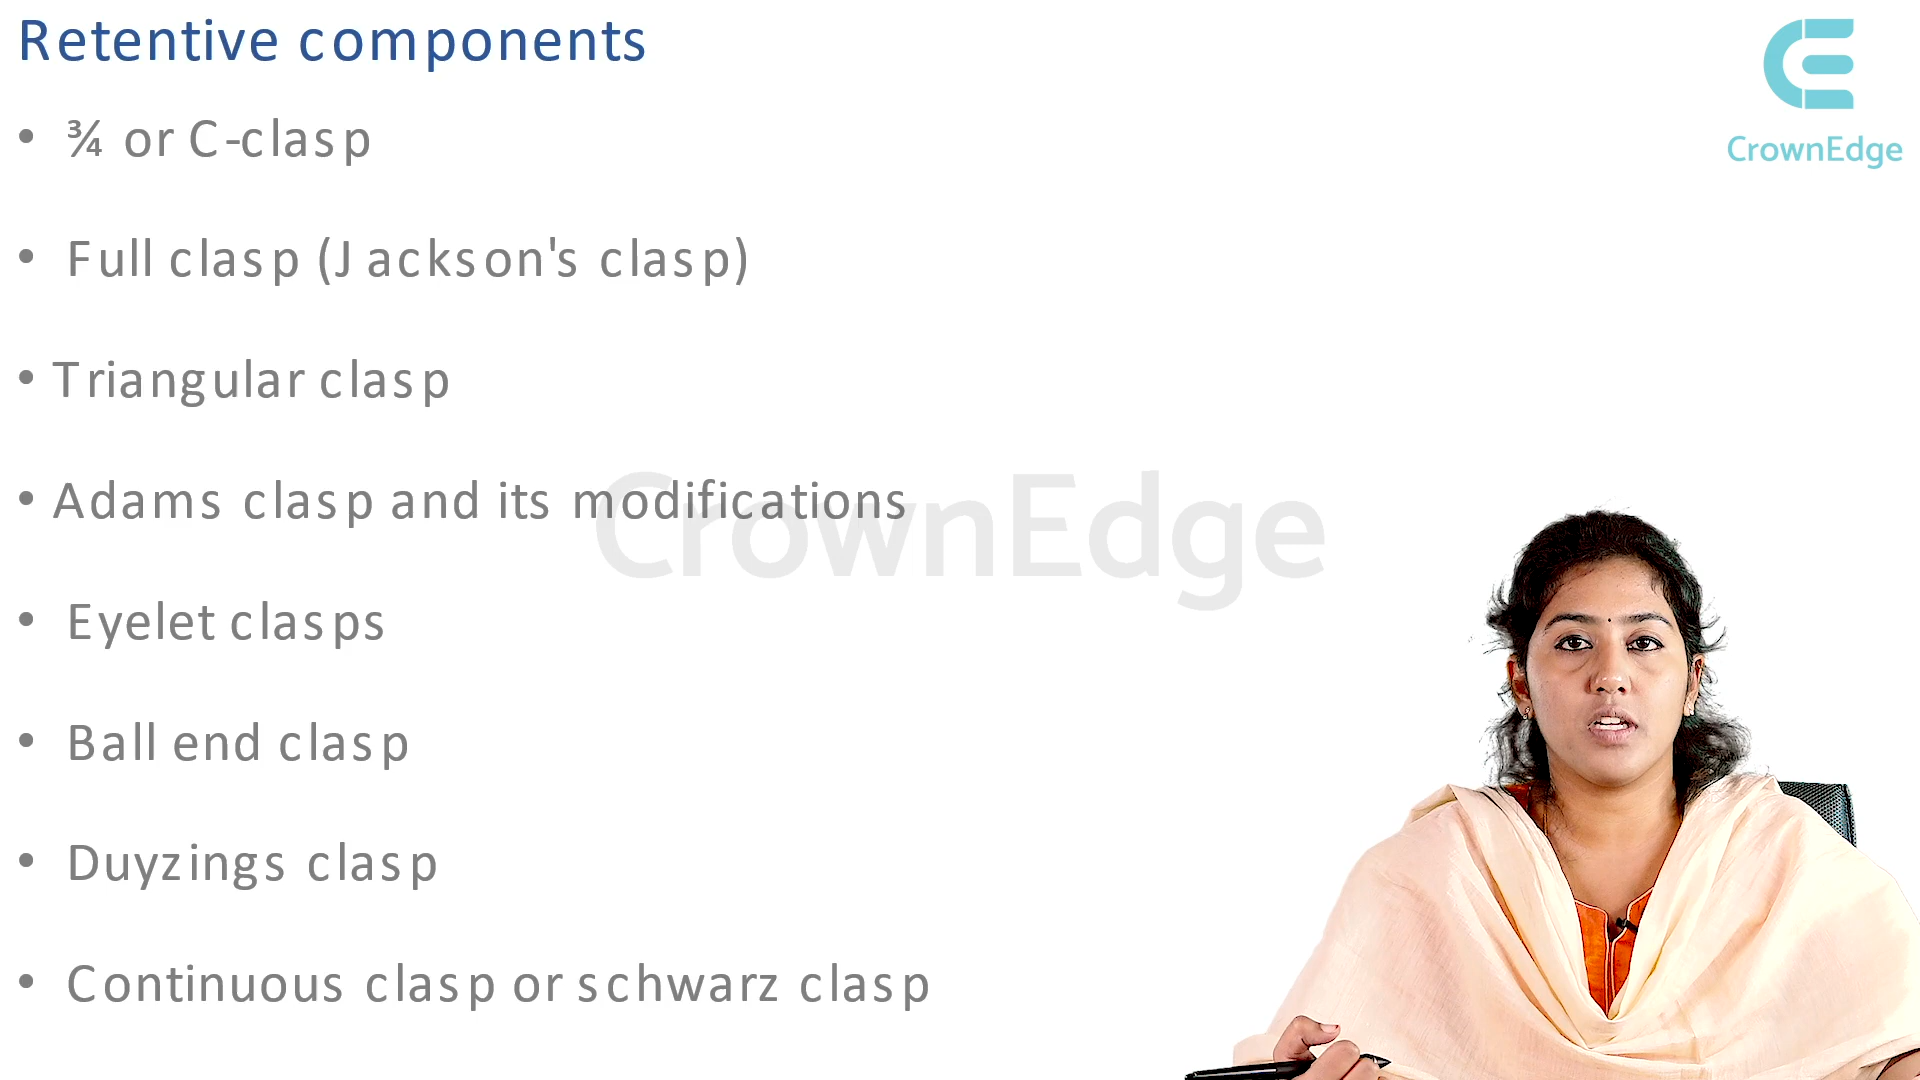 Retentive components
CrownEdge
• ¾ or C-clasp
• Full clasp (Jackson's clasp)
• Triangular clasp
• Adams clasp and its modifications
CrownEdge
• Eyelet clasps
• Ball end clasp
• Duyzings clasp
• Continuous clasp or schwarz clasp